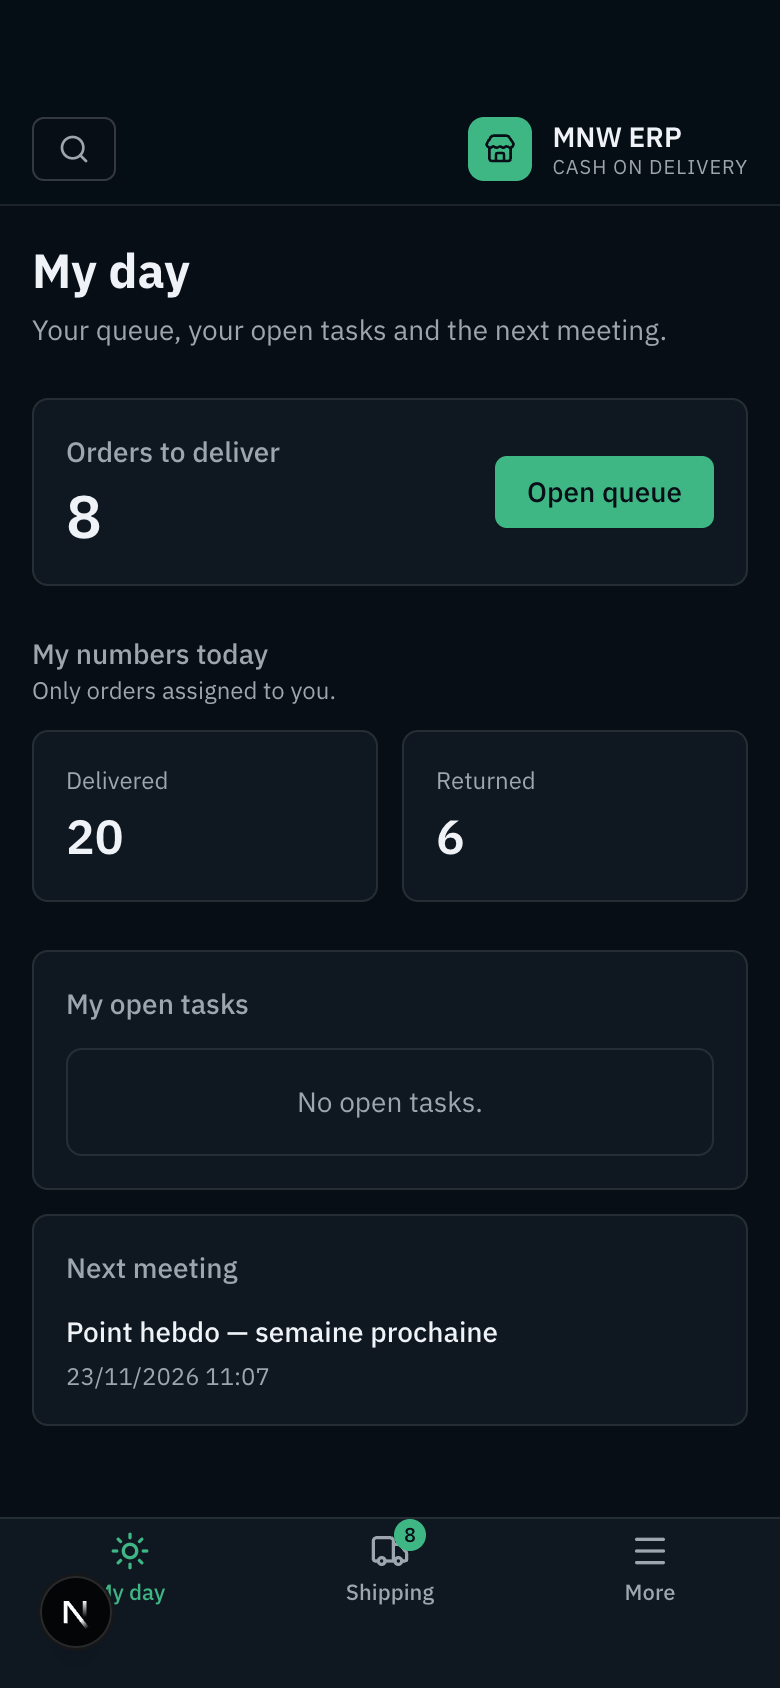 MNW ERP
CASH ON DELIVERY
My day
Your queue, your open tasks and the next meeting.
Orders to deliver
8
Open queue
My numbers today
Only orders assigned to you.
Delivered
20
Returned
6
My open tasks
No open tasks.
Next meeting
Point hebdo — semaine prochaine
23/11/2026 11:07
8
My day
Shipping
More
N